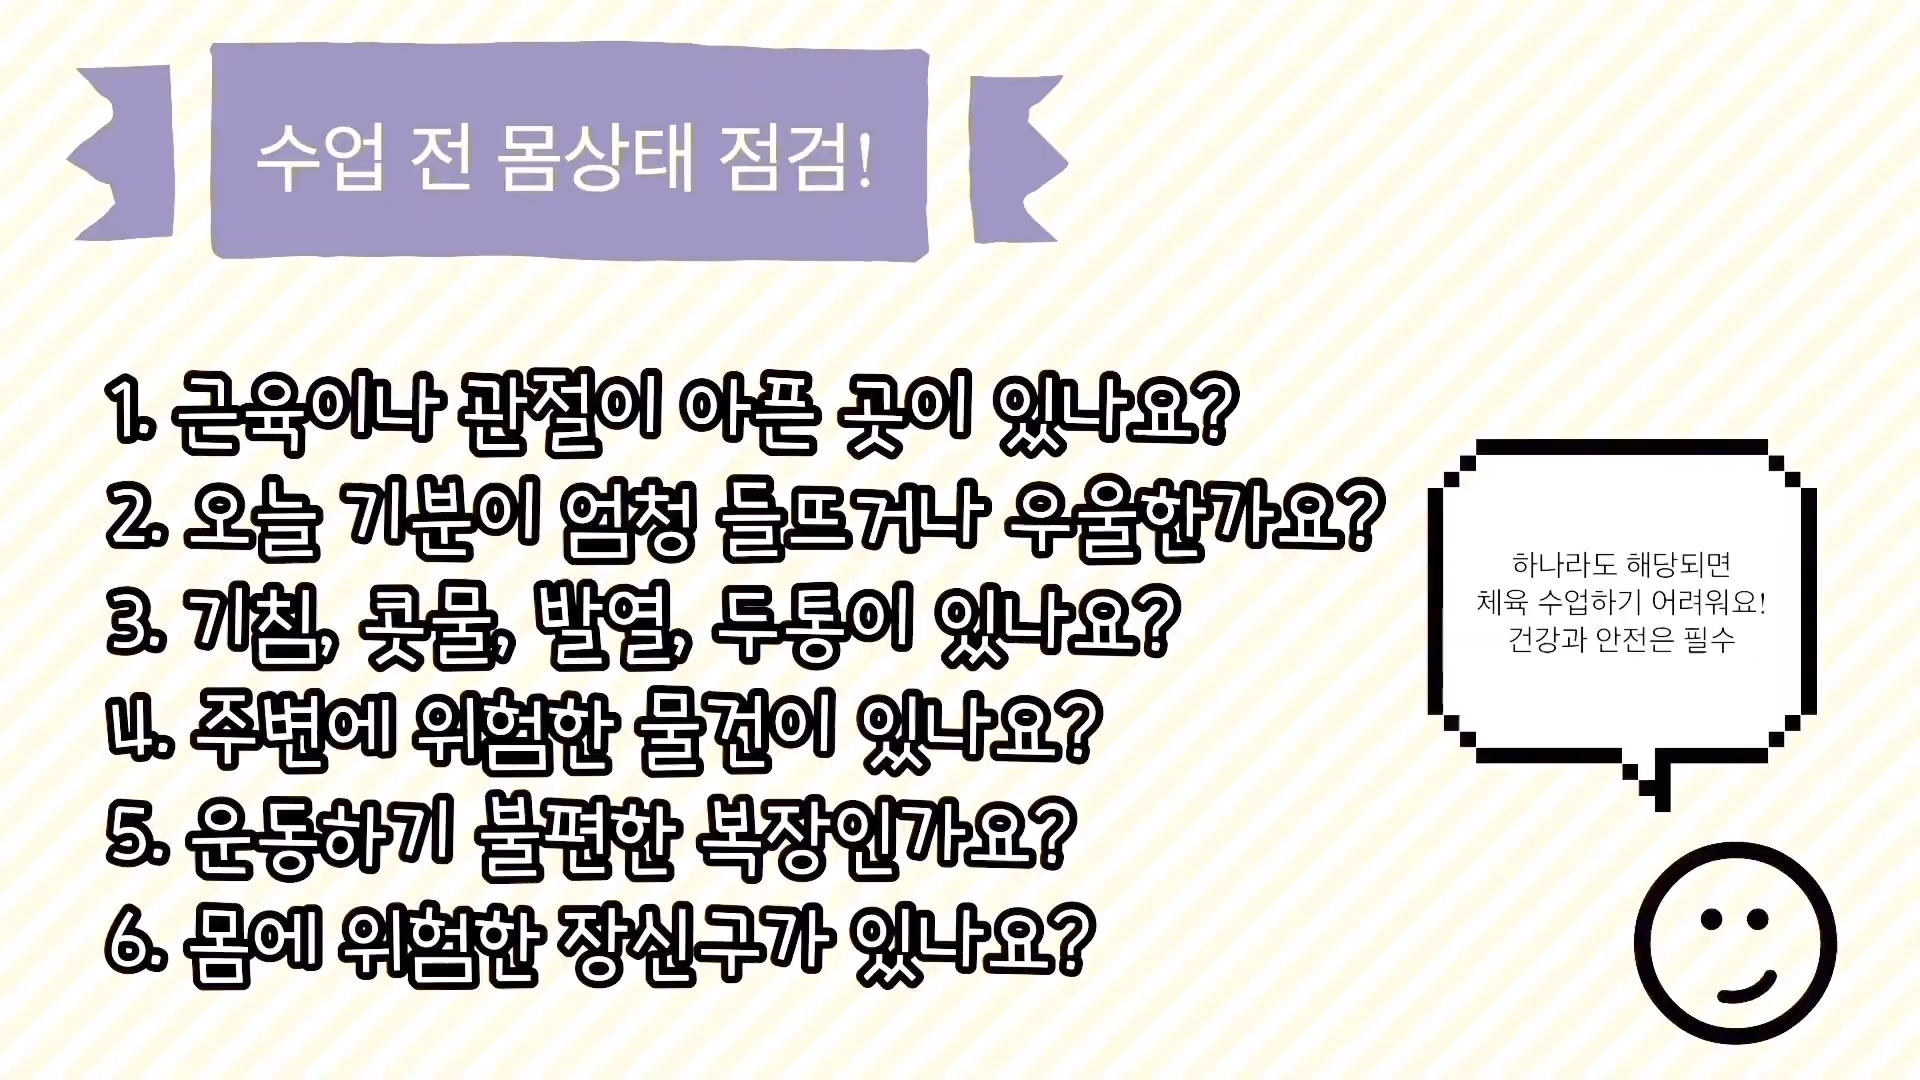 수업 전 몸상태 점검!
1. 근육이나 관절이 아픈 곳이 있나요?
2. 오늘 기분이 엄청 들뜨거나 우울한가요?
3. 기침, 콧물, 발열, 두통이 있나요?
4. 주변에 위험한 물건이 있나요?
5. 운동하기 불편한 복장인가요?
6. 몸에 위험한 장신구가 있나요?
하나라도 해당되면
체육 수업하기 어려워요!
건강과 안전은 필수